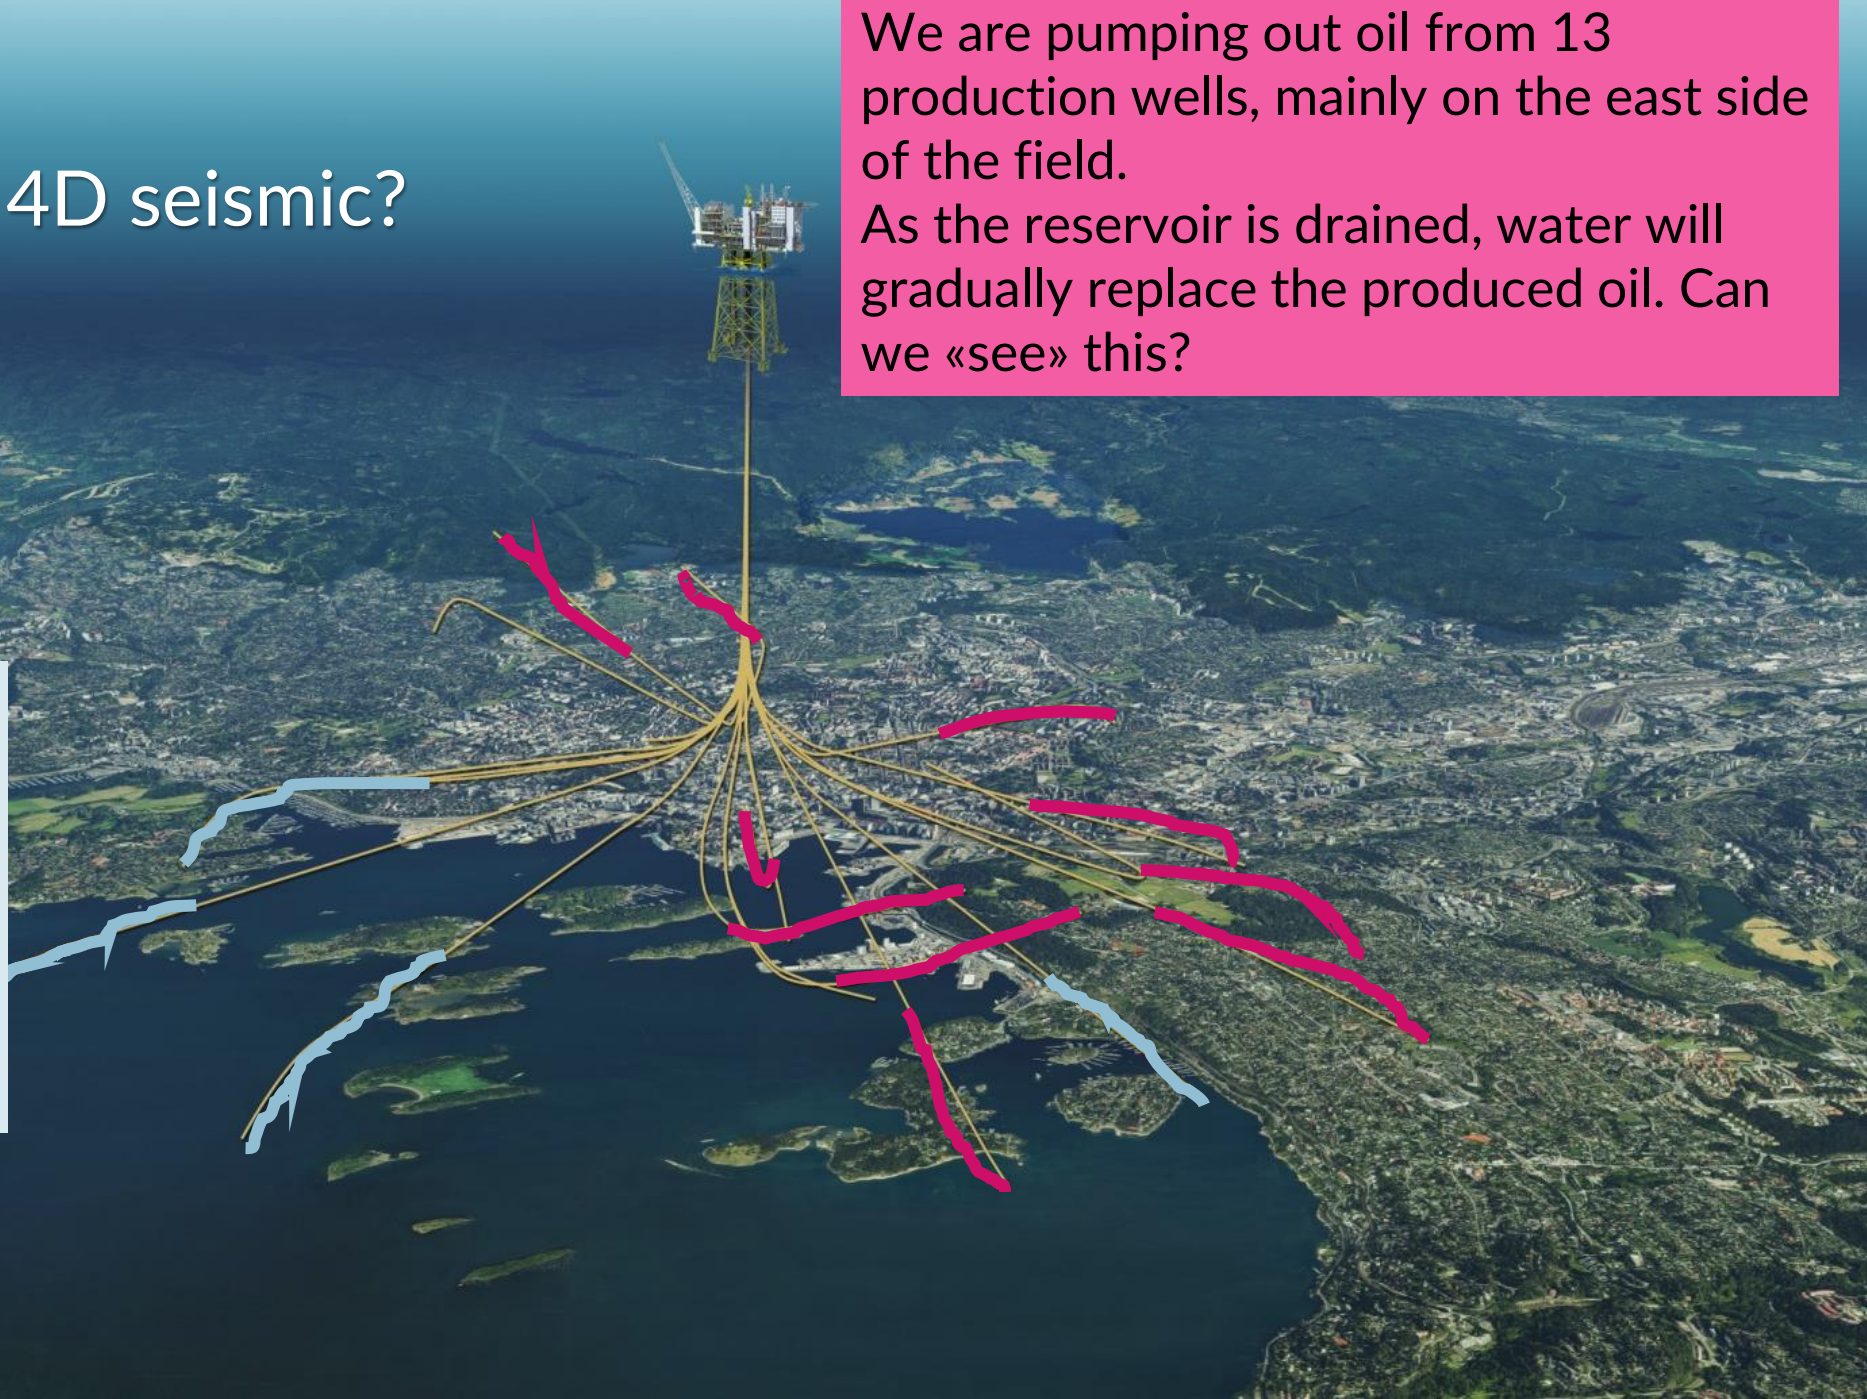 We are pumping out oil from 13
production wells, mainly on the east side
of the field.
As the reservoir is drained, water will
gradually replace the produced oil. Can
we «see» this?
4D seismic?